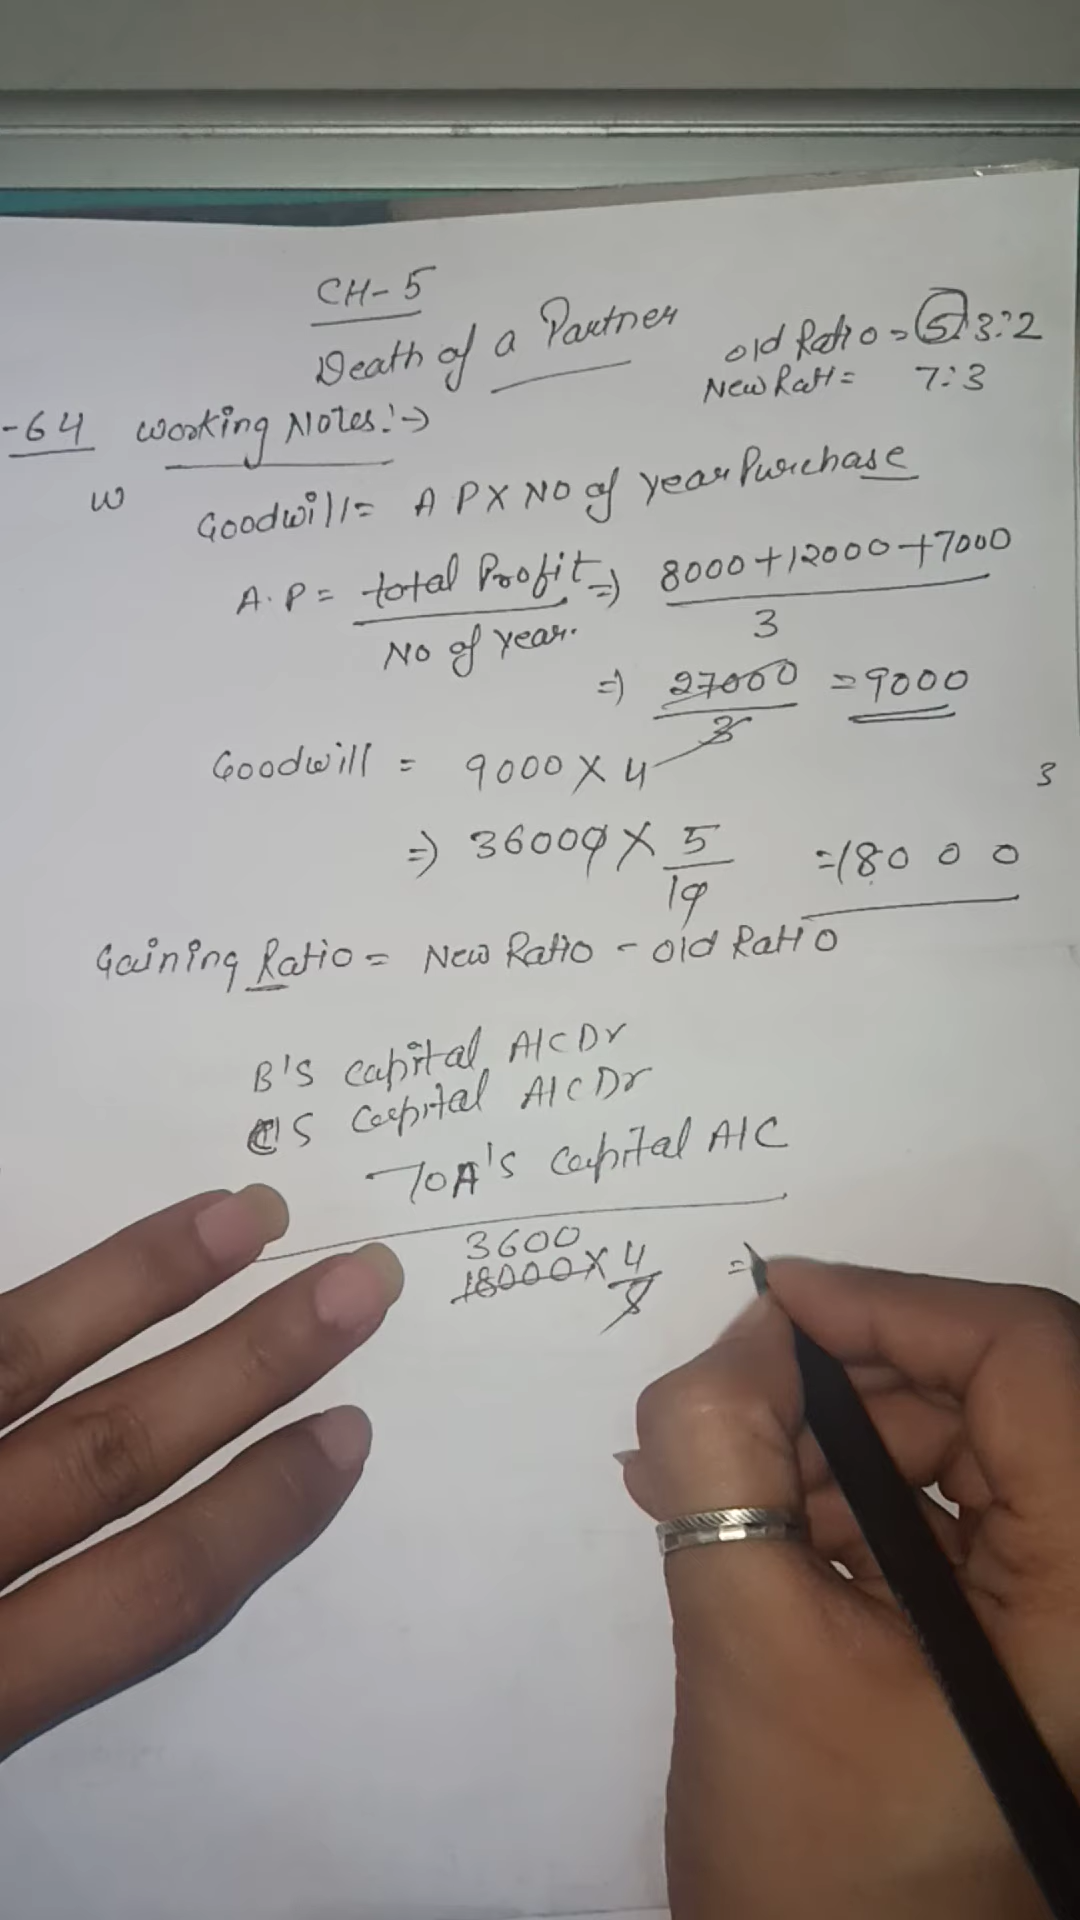 CH-5
Death of a Partner
Old Ratio = 5:3:2
New Rati = 7:3
-64 Working Notes:→
W
Goodwill = A P X NO of year Purchase
A.P = total Profit / No of year. ⇒ 8000+12000+7000 / 3
⇒ 27000 / 3 = 9000
Goodwill = 9000 X 4
3
⇒ 36000 X 5 / 10 = 18000
Gaining Ratio = New Ratio - Old Ratio
B'S Capital A/C Dr
C'S Capital A/C Dr
To A's Capital A/C
3600
18000 X 4 / 5 =